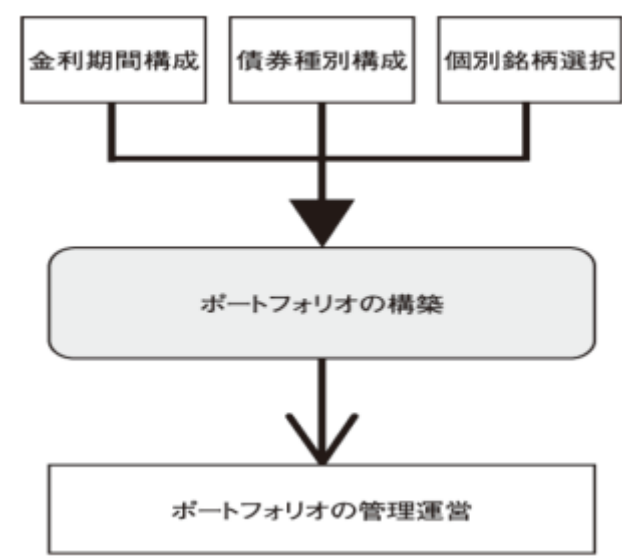 金利期間構成
債券種別構成
個別銘柄選択
ポートフォリオの構築
ポートフォリオの管理運営